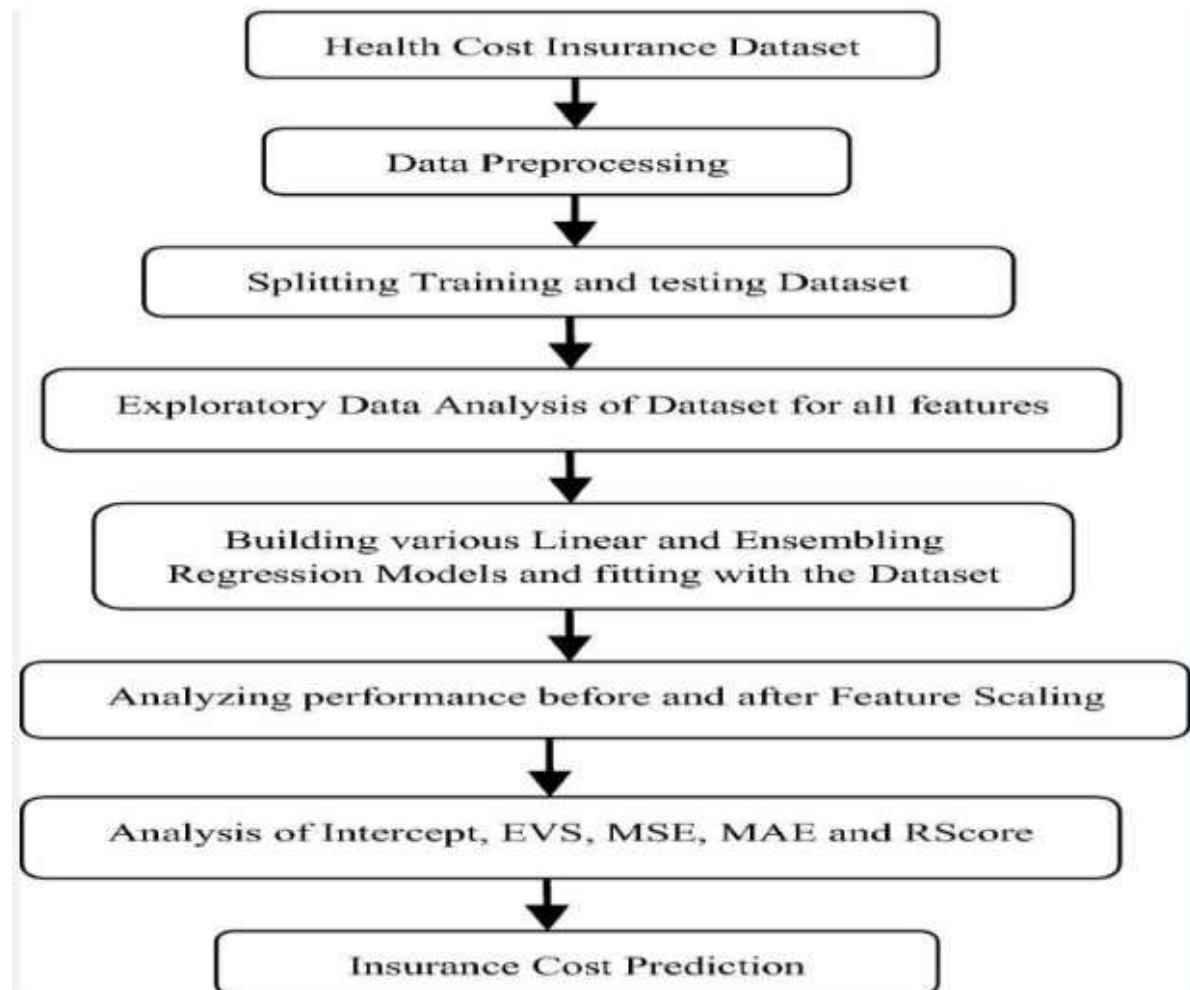 Health Cost Insurance Dataset
Data Preprocessing
Splitting Training and testing Dataset
Exploratory Data Analysis of Dataset for all features
Building various Linear and Ensembling
Regression Models and fitting with the Dataset
Analyzing performance before and after Feature Scaling
Analysis of Intercept, EVS, MSE, MAE and RScore
Insurance Cost Prediction